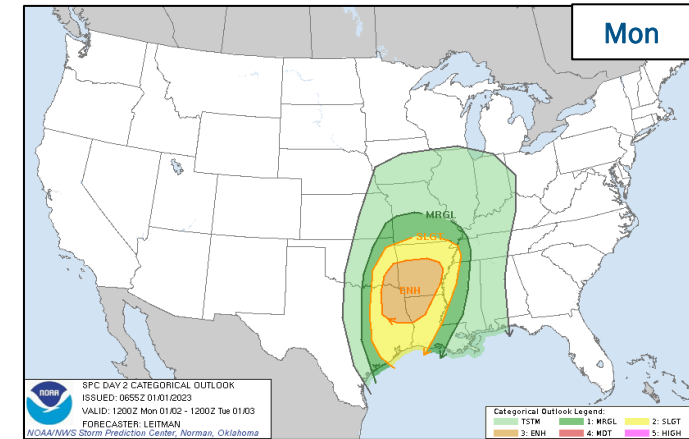 Mon
MRGL
SLGT
ENH
NOAA
SPC DAY 2 CATEGORICAL OUTLOOK
ISSUED: 0655Z 01/01/2023
VALID: 1200Z Mon 01/02 - 1200Z Tue 01/03
FORECASTER: LEITMAN
NOAA/NWS Storm Prediction Center, Norman, Oklahoma
Categorical Outlook Legend:
TSTM 1: MRGL 2: SLGT
3: ENH 4: MDT 5: HIGH